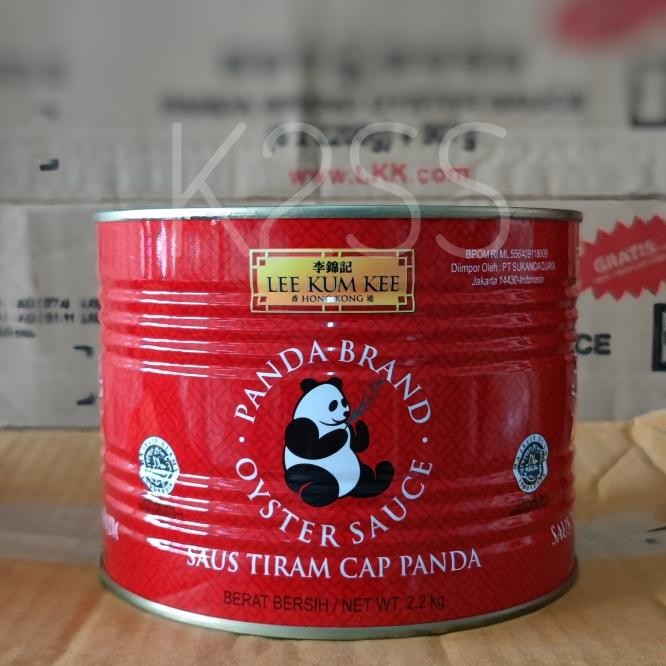 K2SS
www.LKK.com
GRATIS
李錦記
LEE KUM KEE
香 HONG KONG 港
BPOM RI ML 556409118009
Diimpor Oleh : PT SUKANDA DJAYA
Jakarta 14430-Indonesia
PANDA BRAND
OYSTER SAUCE
SAUS TIRAM CAP PANDA
BERAT BERSIH / NET WT. 2.2 kg